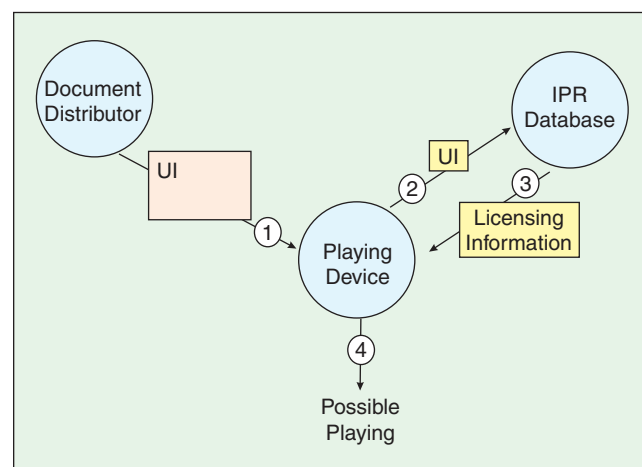 Document
Distributor
IPR
Database
UI
UI
2
3
Licensing
Information
1
Playing
Device
4
Possible
Playing